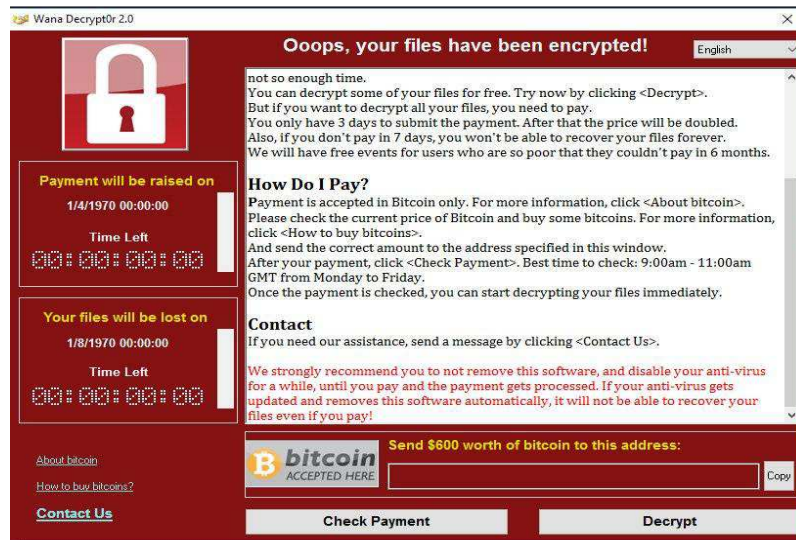 Wana Decrypt0r 2.0
Ooops, your files have been encrypted!
English
not so enough time.
You can decrypt some of your files for free. Try now by clicking <Decrypt>.
But if you want to decrypt all your files, you need to pay.
You only have 3 days to submit the payment. After that the price will be doubled.
Also, if you don't pay in 7 days, you won't be able to recover your files forever.
We will have free events for users who are so poor that they couldn't pay in 6 months.
How Do I Pay?
Payment is accepted in Bitcoin only. For more information, click <About bitcoin>.
Please check the current price of Bitcoin and buy some bitcoins. For more information,
click <How to buy bitcoins>.
And send the correct amount to the address specified in this window.
After your payment, click <Check Payment>. Best time to check: 9:00am - 11:00am
GMT from Monday to Friday.
Once the payment is checked, you can start decrypting your files immediately.
Contact
If you need our assistance, send a message by clicking <Contact Us>.
We strongly recommend you to not remove this software, and disable your anti-virus
for a while, until you pay and the payment gets processed. If your anti-virus gets
updated and removes this software automatically, it will not be able to recover your
files even if you pay!
Payment will be raised on
1/4/1970 00:00:00
Time Left
00:00:00:00
Your files will be lost on
1/8/1970 00:00:00
Time Left
00:00:00:00
About bitcoin
How to buy bitcoins?
Contact Us
bitcoin
ACCEPTED HERE
Send $600 worth of bitcoin to this address:
Copy
Check Payment
Decrypt